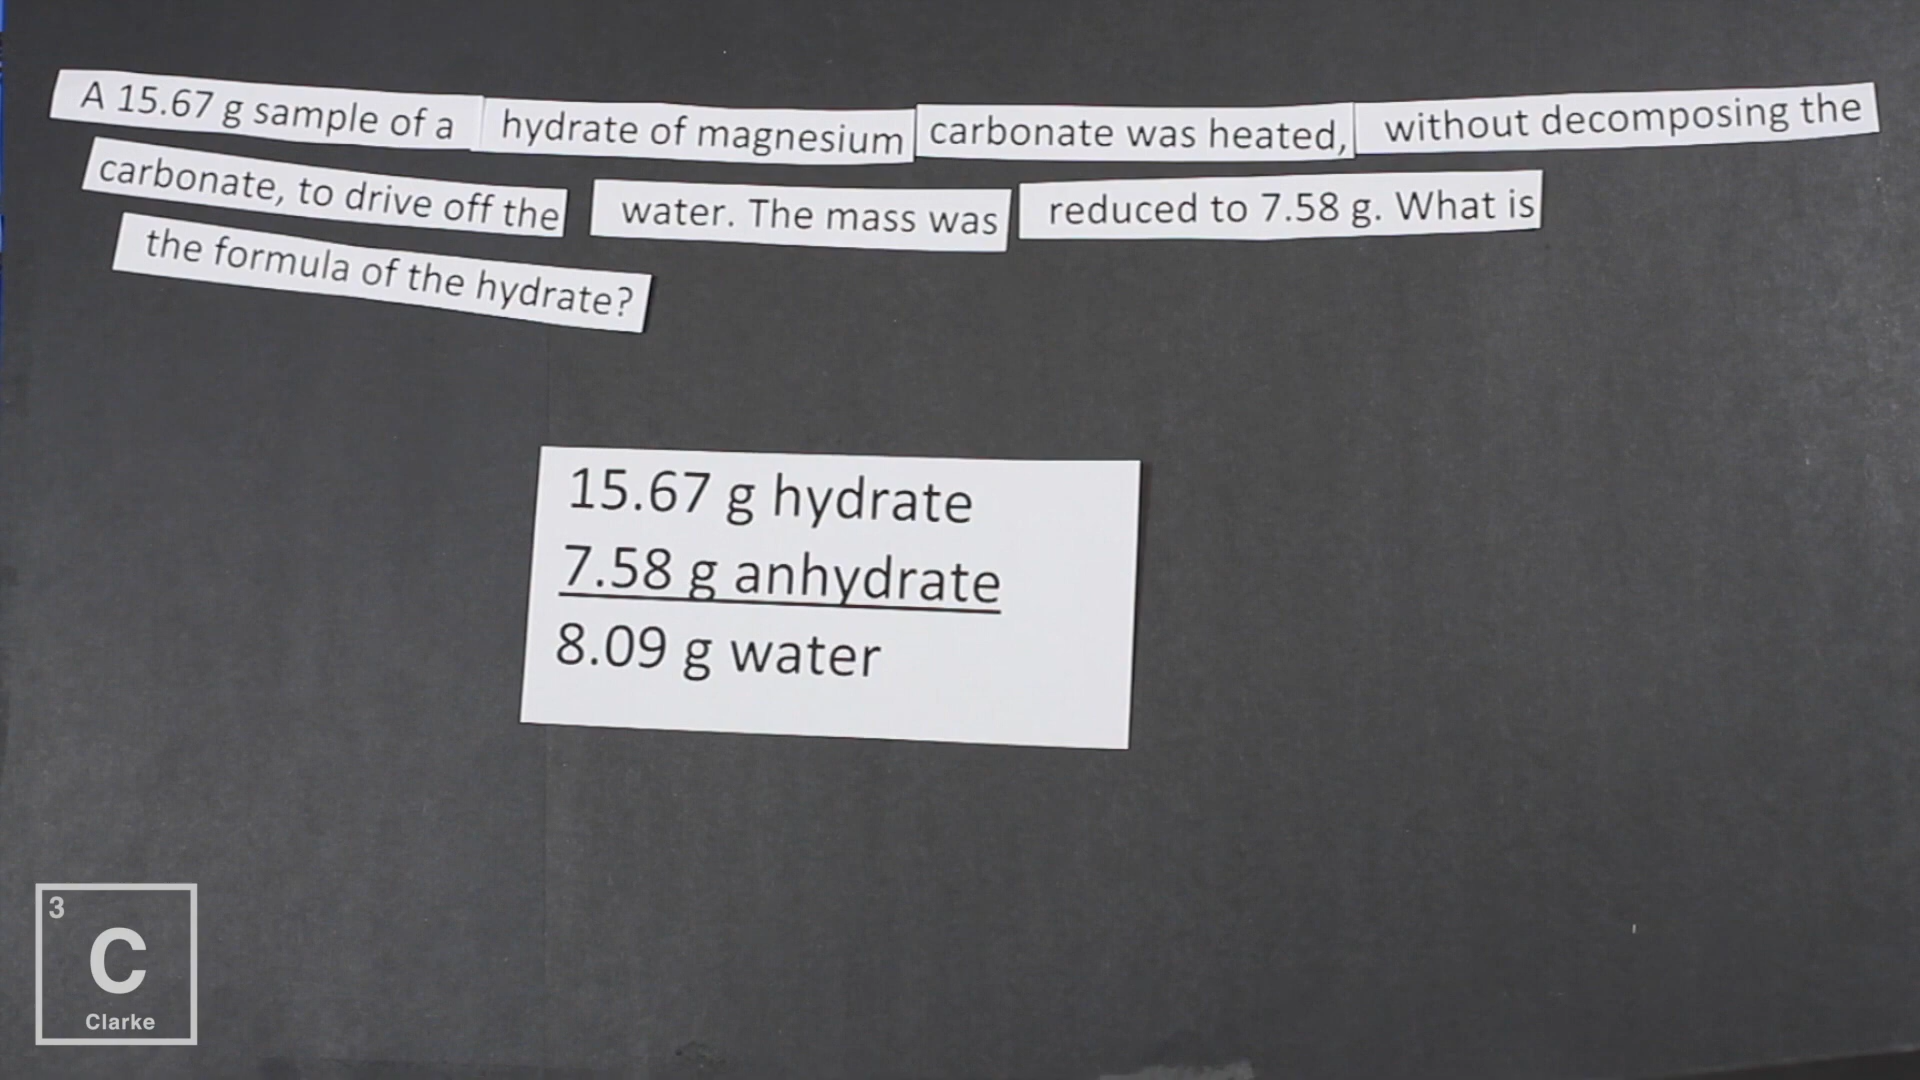 A 15.67 g sample of a hydrate of magnesium carbonate was heated, without decomposing the
carbonate, to drive off the water. The mass was reduced to 7.58 g. What is
the formula of the hydrate?
15.67 g hydrate
7.58 g anhydrate
8.09 g water
3
C
Clarke